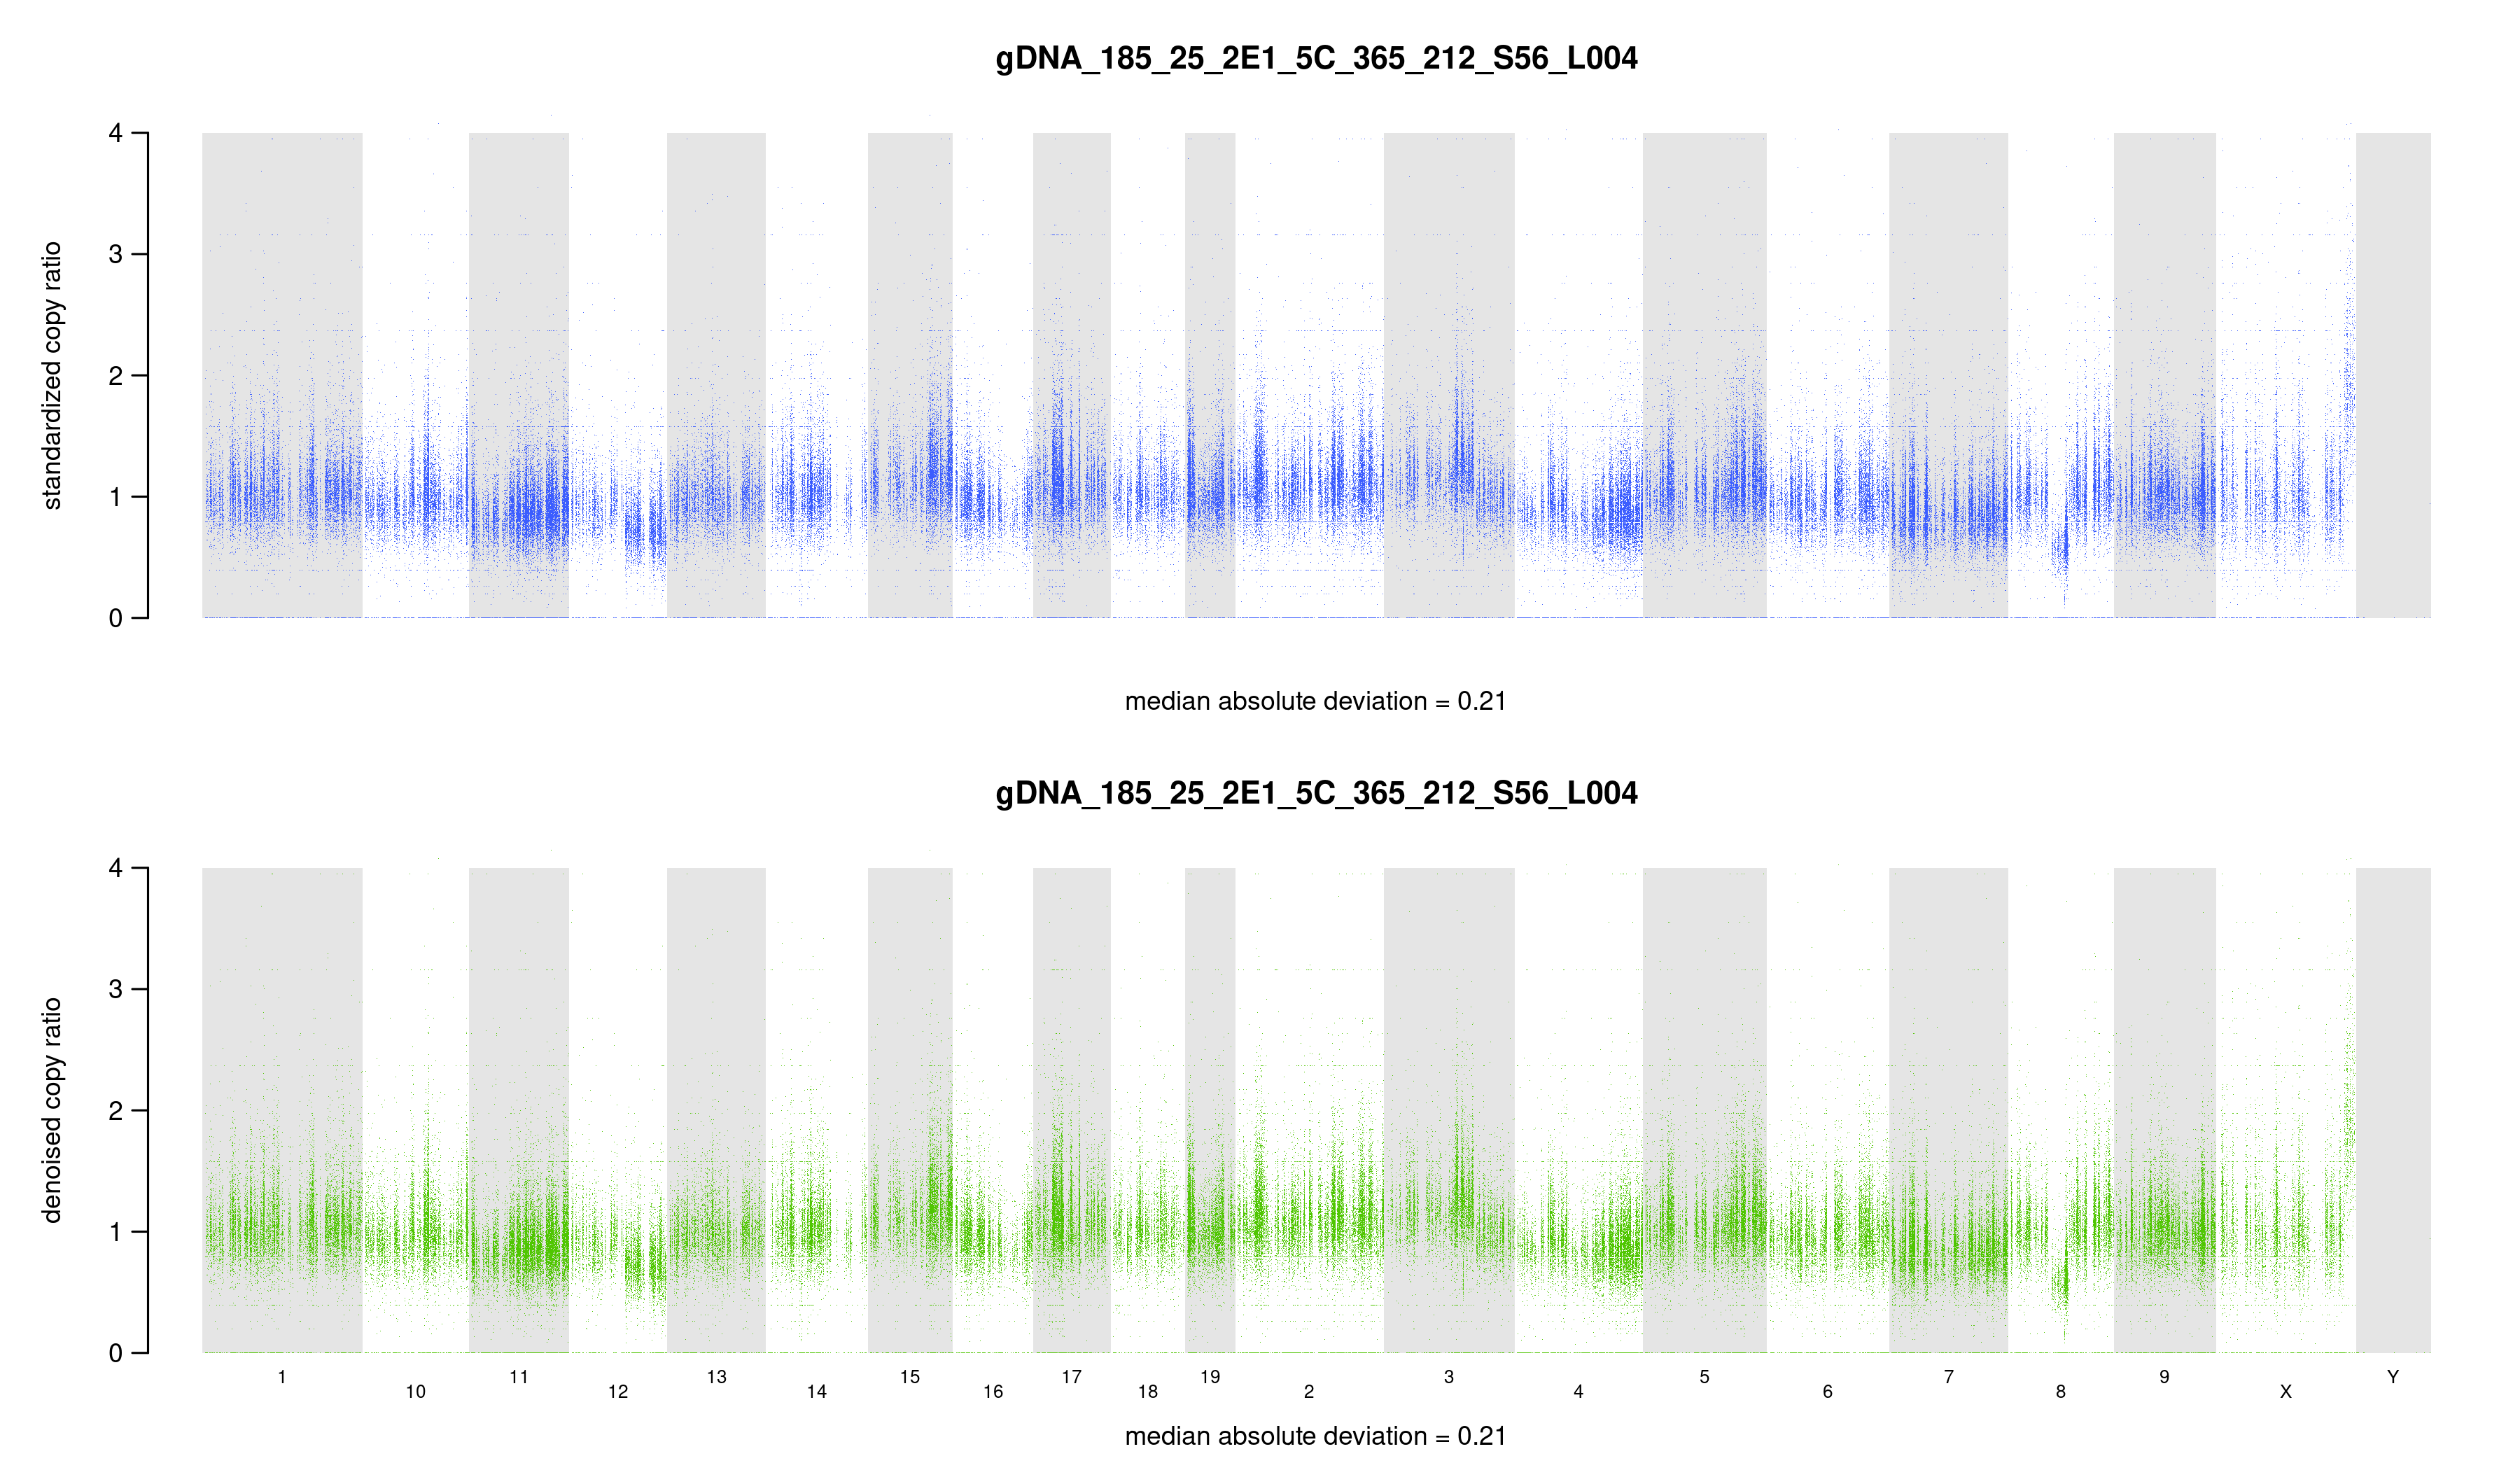 gDNA_185_25_2E1_5C_365_212_S56_L004
standardized copy ratio
4
3
2
1
0
median absolute deviation = 0.21
gDNA_185_25_2E1_5C_365_212_S56_L004
denoised copy ratio
4
3
2
1
0
1 11 13 15 17 19 3 5 7 9 Y
10 12 14 16 18 2 4 6 8 X
median absolute deviation = 0.21